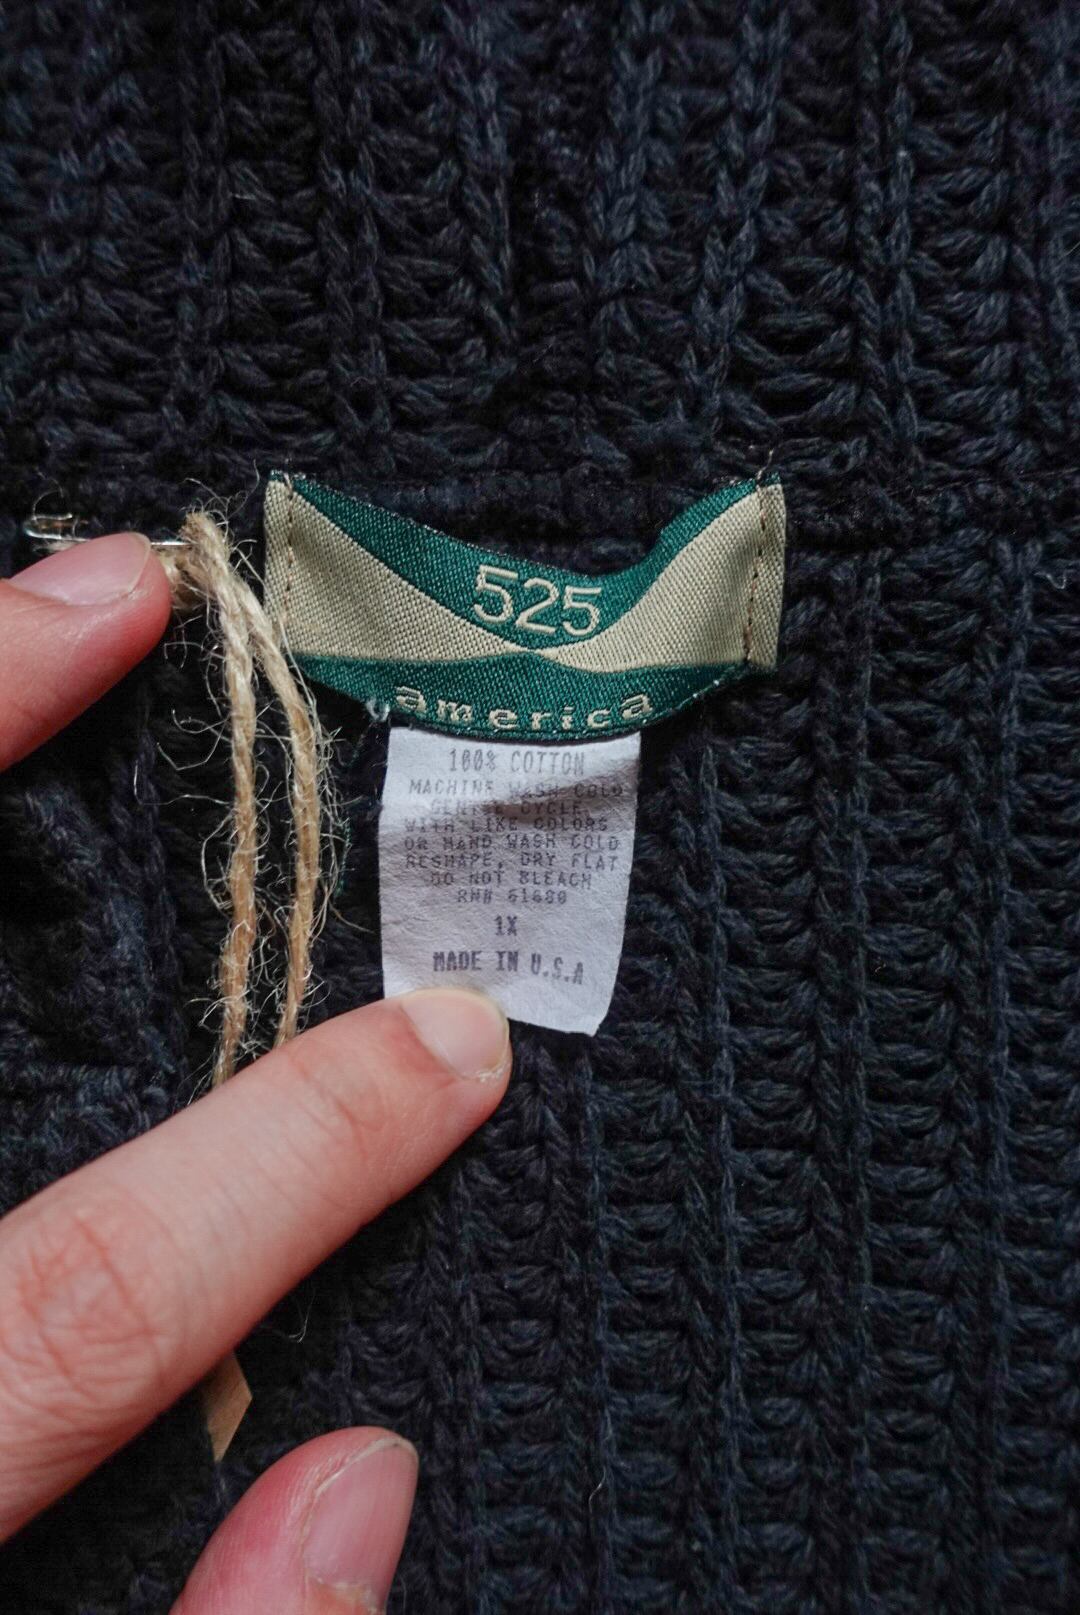 525
america
100% COTTON
MACHINE WASH COLD
GENTLE CYCLE
WITH LIKE COLORS
OR HAND WASH COLD
RESHAPE, DRY FLAT
DO NOT BLEACH
RN# 61680
1X
MADE IN U.S.A